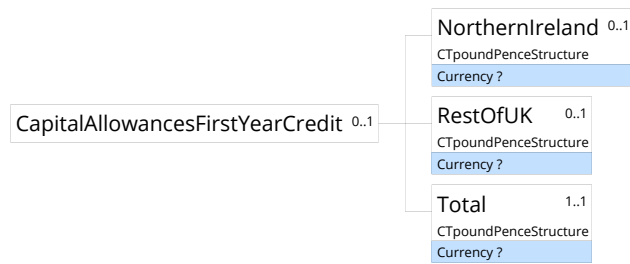 NorthernIreland 0..1
CTpoundPenceStructure
Currency ?
CapitalAllowancesFirstYearCredit 0..1
RestOfUK 0..1
CTpoundPenceStructure
Currency ?
Total 1..1
CTpoundPenceStructure
Currency ?